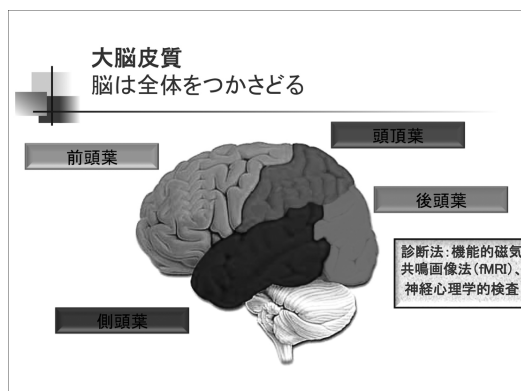 大脳皮質
脳は全体をつかさどる
頭頂葉
前頭葉
後頭葉
診断法：機能的磁気
共鳴画像法（fMRI）、
神経心理学的検査
側頭葉